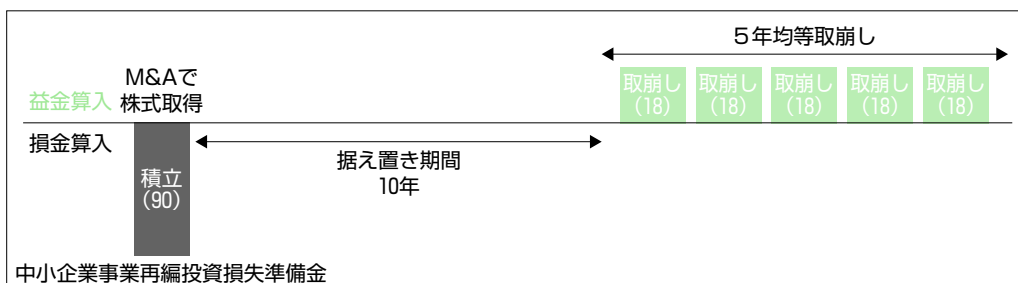 5年均等取崩し
M&Aで
株式取得
益金算入
取崩し
(18)
取崩し
(18)
取崩し
(18)
取崩し
(18)
取崩し
(18)
損金算入
積立
(90)
据え置き期間
10年
中小企業事業再編投資損失準備金